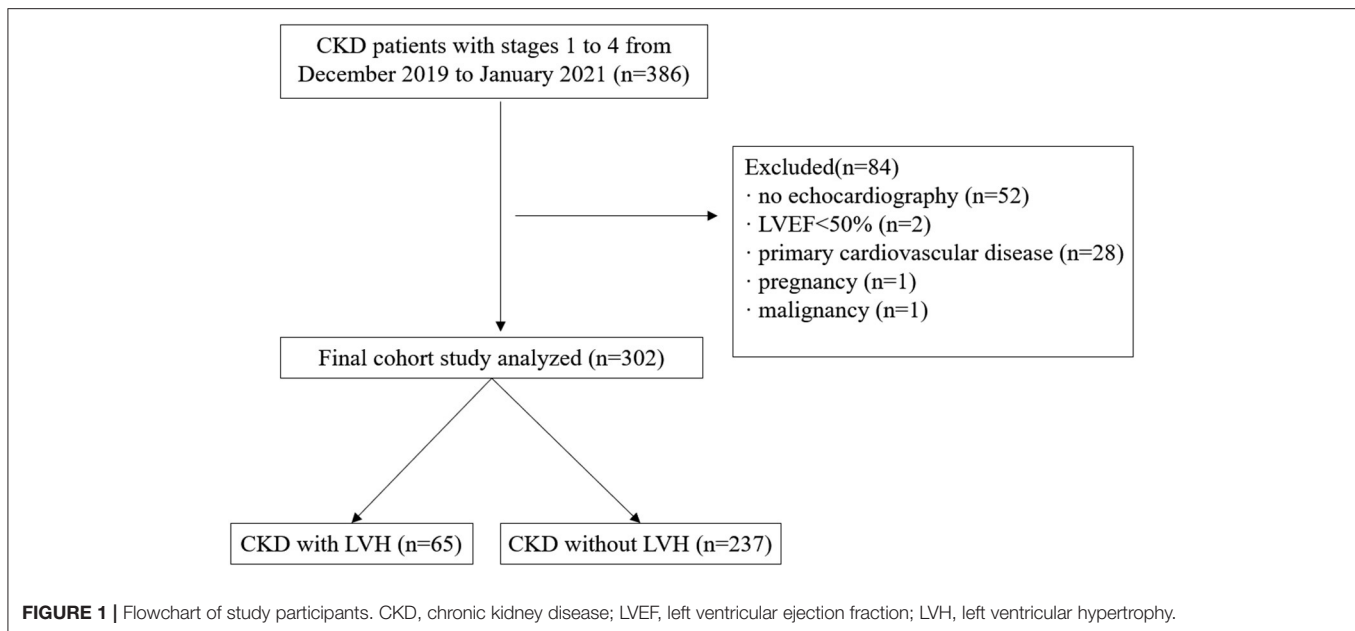 CKD patients with stages 1 to 4 from
December 2019 to January 2021 (n=386)
Excluded(n=84)
· no echocardiography (n=52)
· LVEF<50% (n=2)
· primary cardiovascular disease (n=28)
· pregnancy (n=1)
· malignancy (n=1)
Final cohort study analyzed (n=302)
CKD with LVH (n=65)
CKD without LVH (n=237)
FIGURE 1 | Flowchart of study participants. CKD, chronic kidney disease; LVEF, left ventricular ejection fraction; LVH, left ventricular hypertrophy.